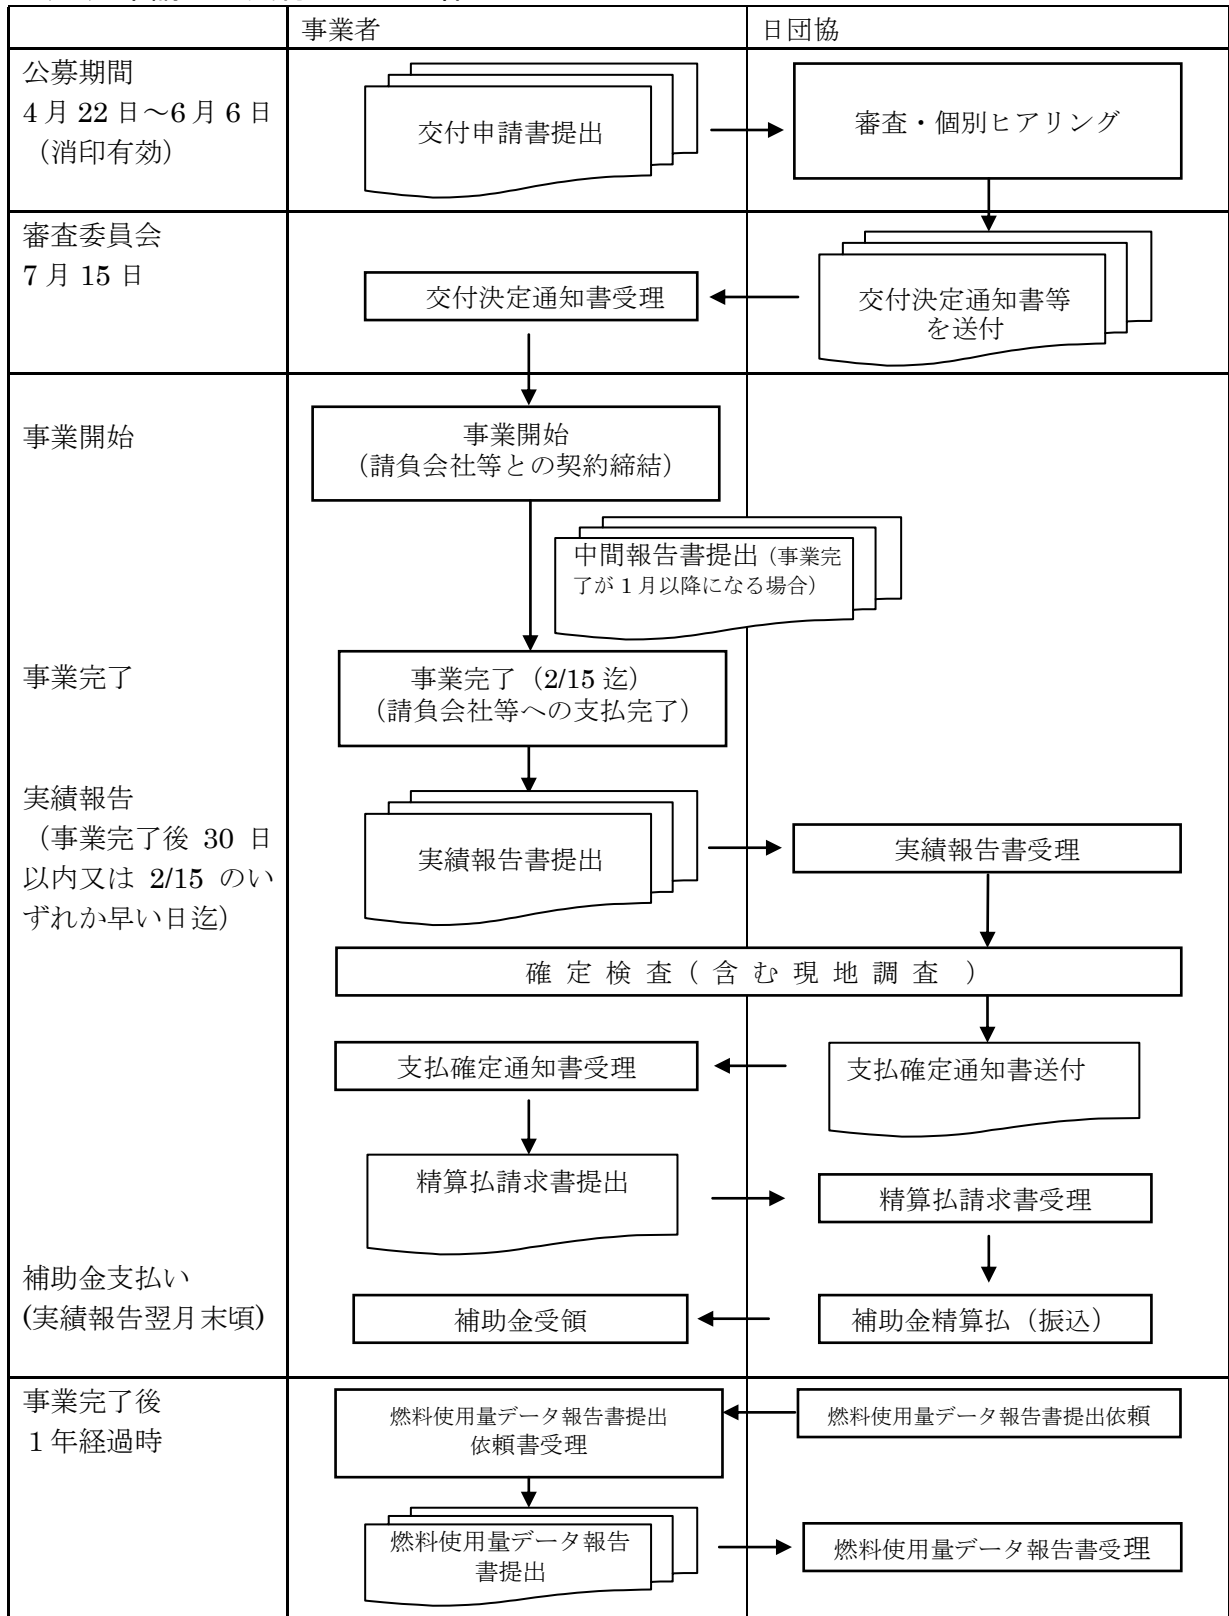 事業者
日団協
公募期間
4月22日～6月6日
（消印有効）
交付申請書提出
審査・個別ヒアリング
審査委員会
7月15日
交付決定通知書受理
交付決定通知書等
を送付
事業開始
事業開始
（請負会社等との契約締結）
中間報告書提出（事業完
了が1月以降になる場合）
事業完了
事業完了（2/15迄）
（請負会社等への支払完了）
実績報告
（事業完了後 30 日
以内又は 2/15 のい
ずれか早い日迄）
実績報告書提出
実績報告書受理
確 定 検 査（ 含 む 現 地 調 査 ）
支払確定通知書受理
支払確定通知書送付
精算払請求書提出
精算払請求書受理
補助金支払い
(実績報告翌月末頃)
補助金受領
補助金精算払（振込）
事業完了後
１年経過時
燃料使用量データ報告書提出
依頼書受理
燃料使用量データ報告書提出依頼
燃料使用量データ報告
書提出
燃料使用量データ報告書受理